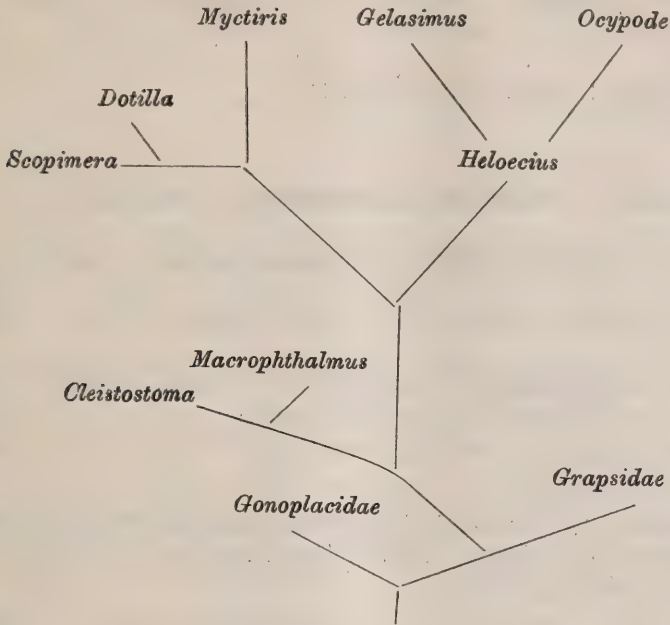 Myctiris Gelasimus Ocypode
Dotilla
Scopimera Heloecius
Macrophthalmus
Cleistostoma
Grapsidae
Gonoplacidae